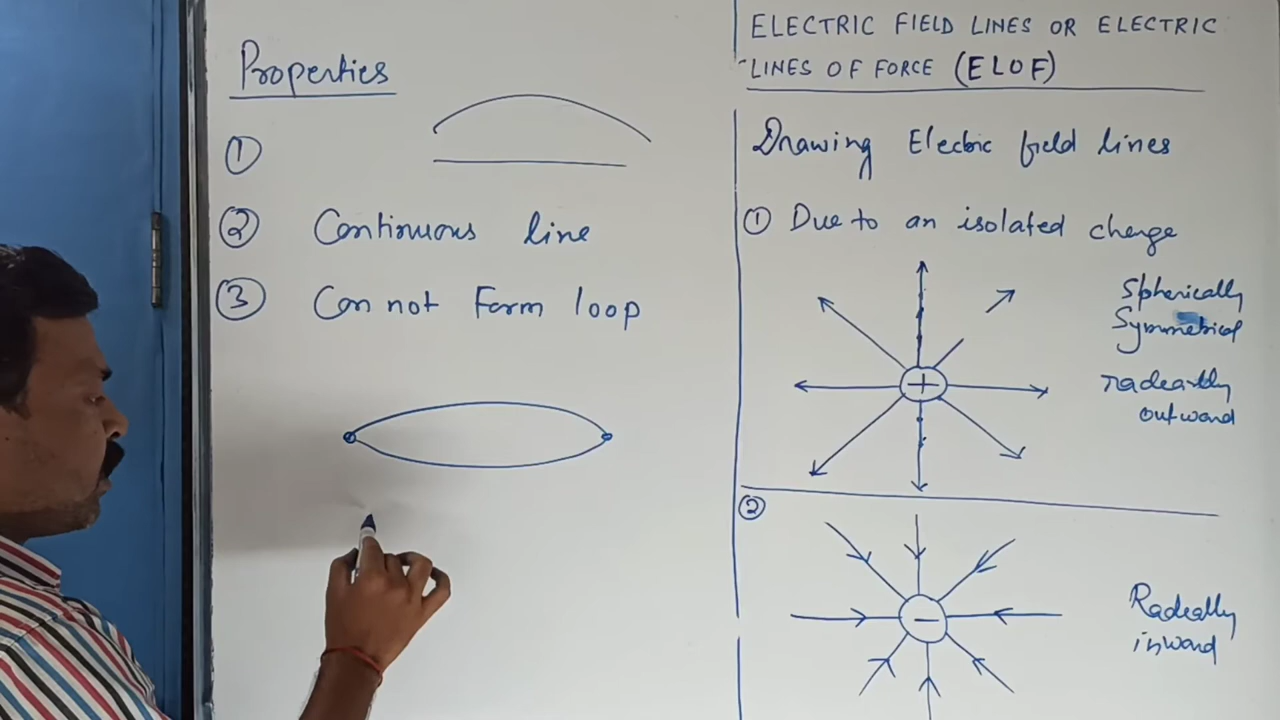 Properties
①
② Continuous line
③ Can not Form loop
ELECTRIC FIELD LINES OR ELECTRIC
LINES OF FORCE (ELOF)
Drawing Electric field lines
① Due to an isolated charge
Spherically
Symmetrical
radeartly
outward
+
②
−
Radeally
inward